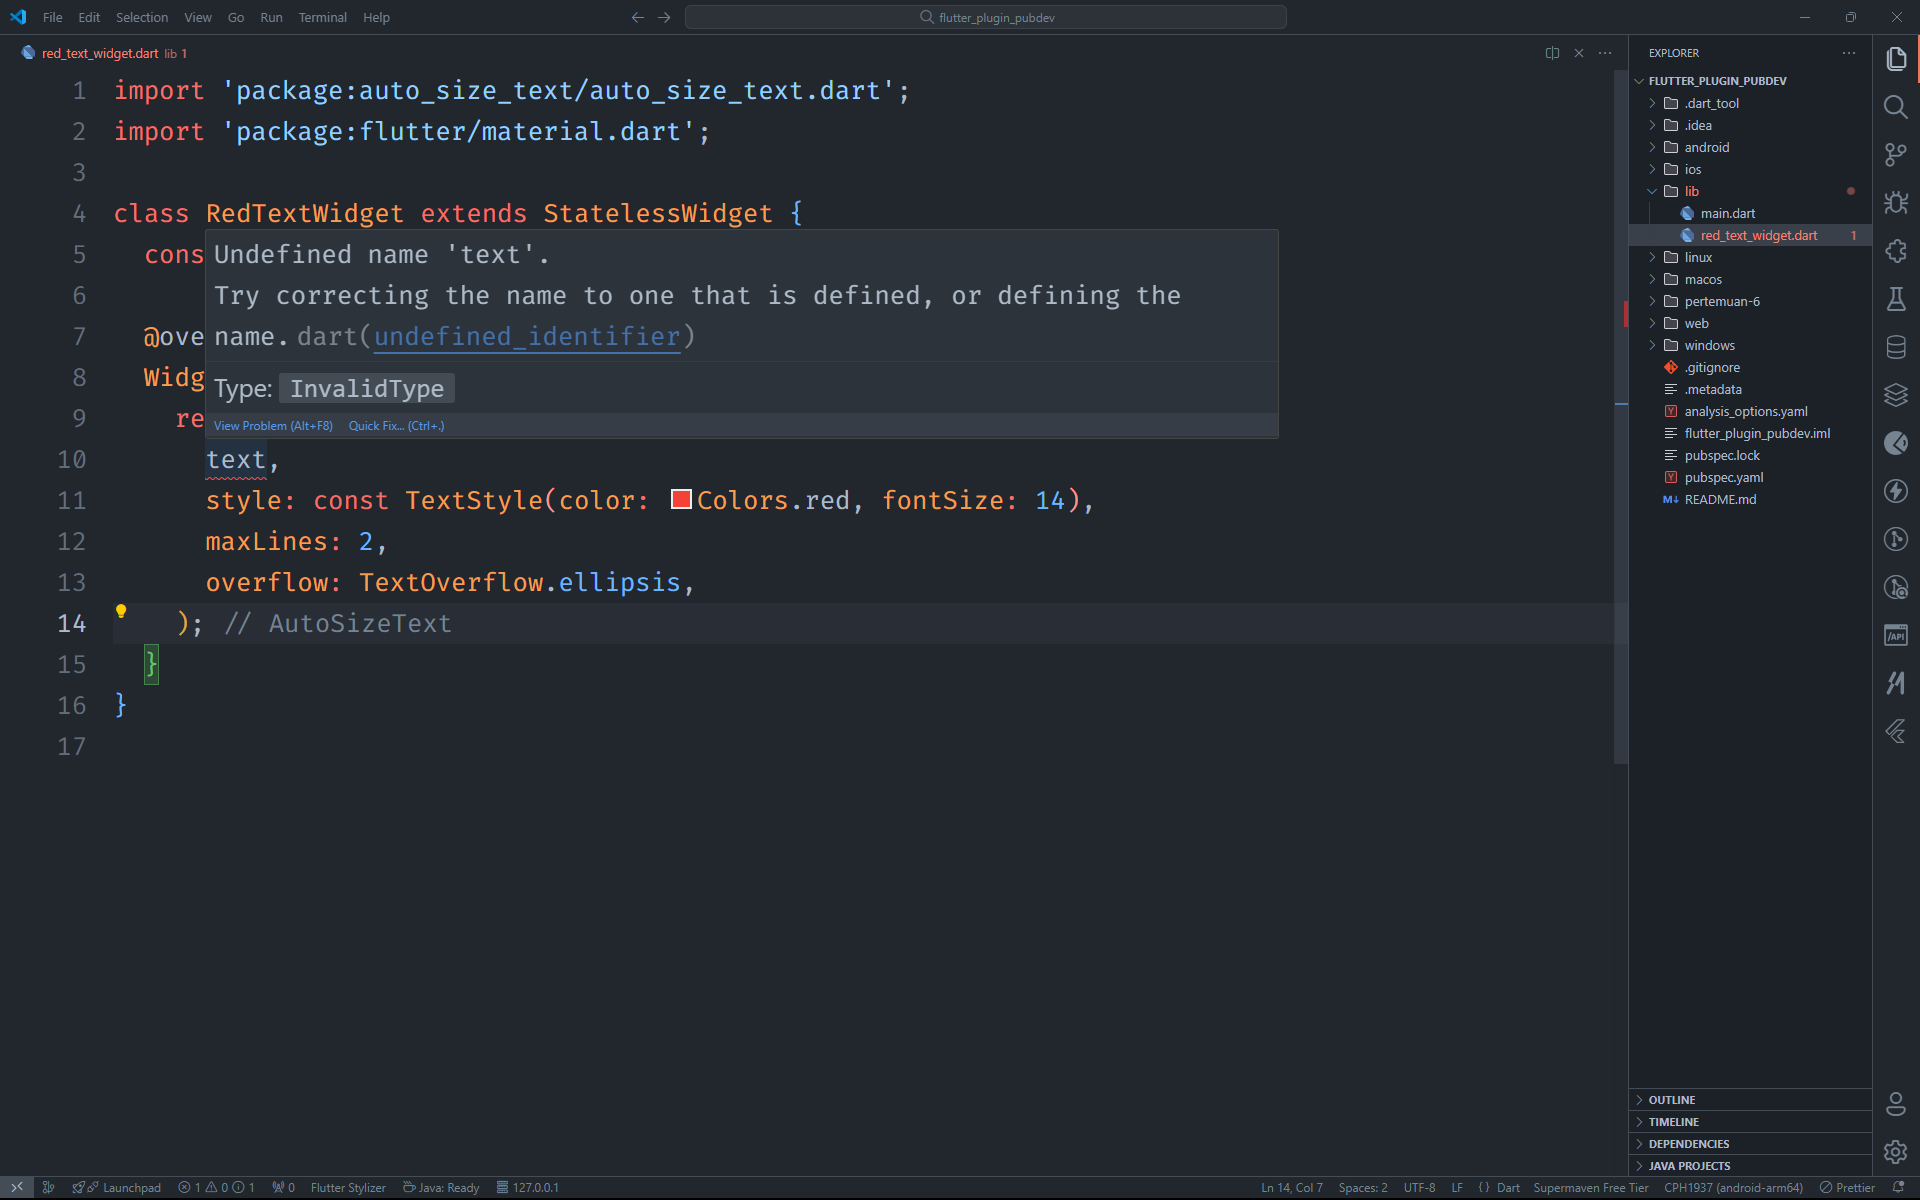 File Edit Selection View Go Run Terminal Help
flutter_plugin_pubdev
red_text_widget.dart lib 1
1 import 'package:auto_size_text/auto_size_text.dart';
2 import 'package:flutter/material.dart';
3
4 class RedTextWidget extends StatelessWidget {
5 cons
6
7 @ove
8 Widg
9 re
Undefined name 'text'.
Try correcting the name to one that is defined, or defining the
name. dart(undefined_identifier)
Type: InvalidType
View Problem (Alt+F8) Quick Fix... (Ctrl+.)
10 text,
11 style: const TextStyle(color: Colors.red, fontSize: 14),
12 maxLines: 2,
13 overflow: TextOverflow.ellipsis,
14 ); // AutoSizeText
15 }
16 }
17
EXPLORER
FLUTTER_PLUGIN_PUBDEV
.dart_tool
.idea
android
ios
lib
main.dart
red_text_widget.dart 1
linux
macos
pertemuan-6
web
windows
.gitignore
.metadata
analysis_options.yaml
flutter_plugin_pubdev.iml
pubspec.lock
pubspec.yaml
README.md
/API
OUTLINE
TIMELINE
DEPENDENCIES
JAVA PROJECTS
Launchpad 1 0 1 0 Flutter Stylizer Java: Ready 127.0.0.1
Ln 14, Col 7 Spaces: 2 UTF-8 LF {} Dart Supermaven Free Tier CPH1937 (android-arm64) Prettier